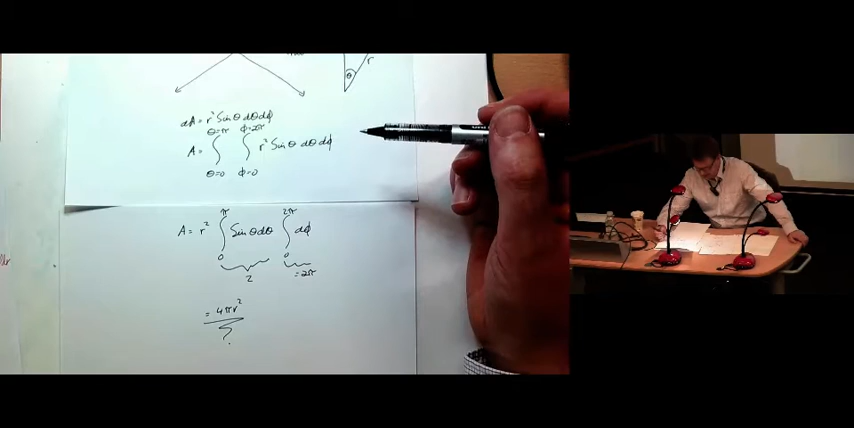 θ r
dA = r² Sin θ dθ dϕ
θ=π ϕ=2π
A = ∫ ∫ r² Sin θ dθ dϕ
θ=0 ϕ=0
π 2π
A = r² ∫ Sin θ dθ ∫ dϕ
0 0
2 = 2π
= 4πr²